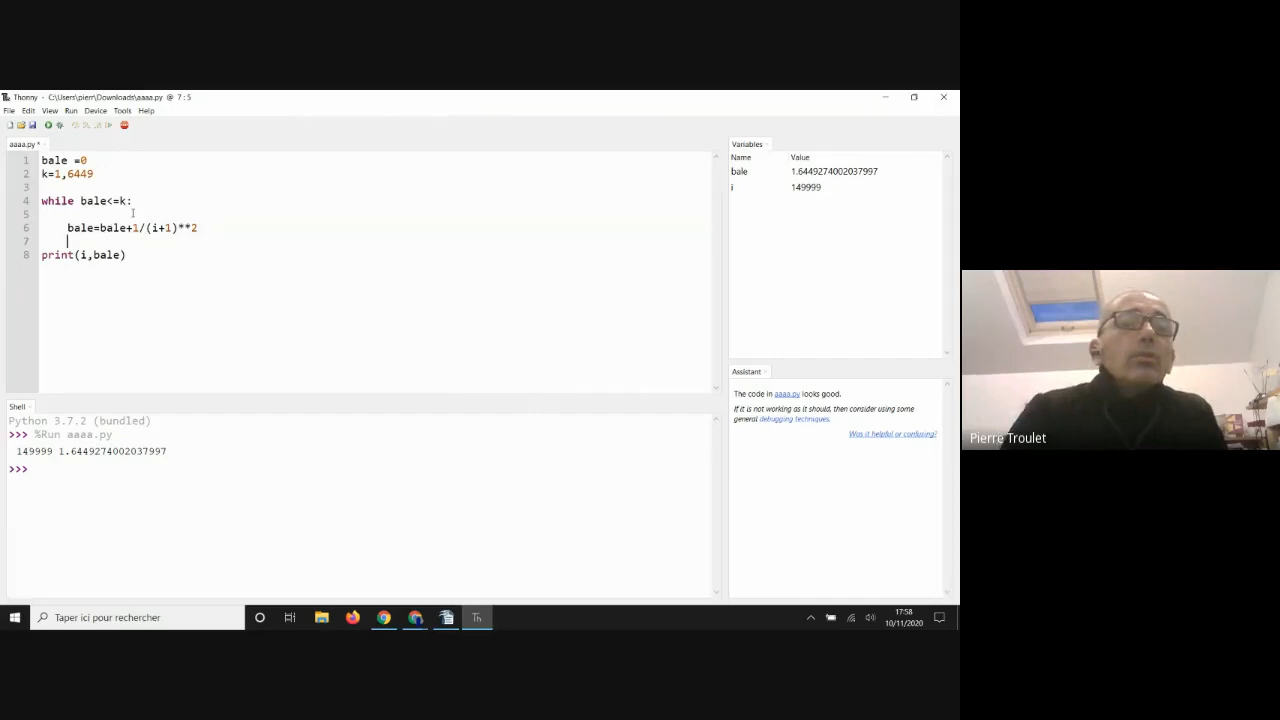 Thonny - C:\Users\pierr\Downloads\aaaa.py @ 7:5
File Edit View Run Device Tools Help
aaaa.py *
1 bale =0
2 k=1,6449
3
4 while bale<=k:
5
6 bale=bale+1/(i+1)**2
7
8 print(i,bale)
Variables
Name Value
bale 1.6449274002037997
i 149999
Assistant
The code in aaaa.py looks good.
If it is not working as it should, then consider using some
general debugging techniques.
Was it helpful or confusing?
Shell
Python 3.7.2 (bundled)
>>> %Run aaaa.py
149999 1.6449274002037997
>>>
Pierre Troulet
Taper ici pour rechercher
Th
17:58
10/11/2020